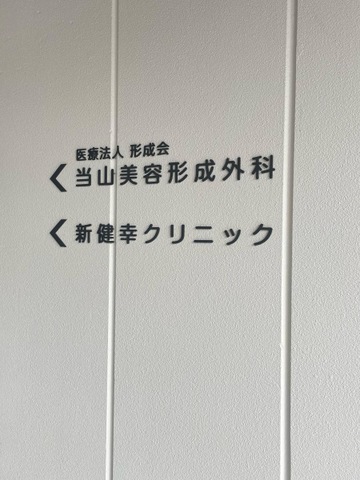 医療法人 形成会
当山美容形成外科
新健幸クリニック